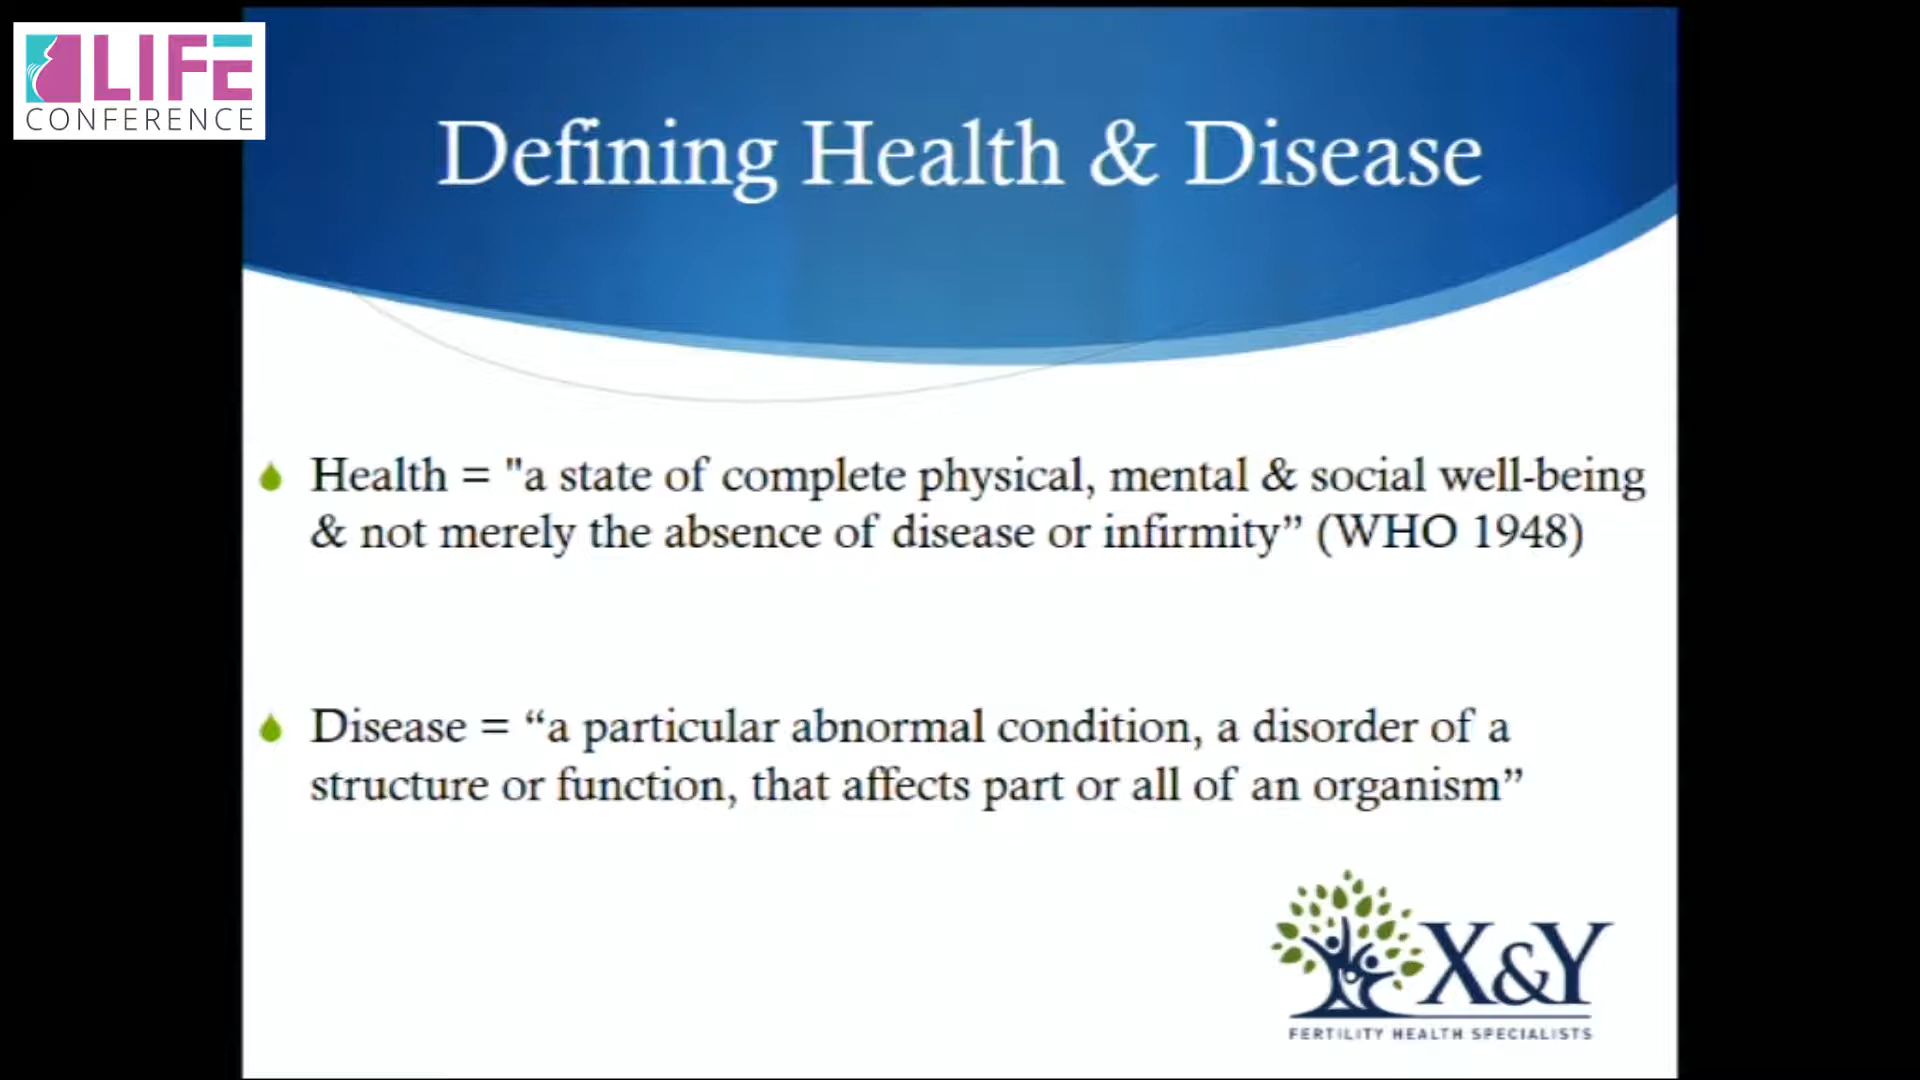 LIFE
CONFERENCE
Defining Health & Disease
Health = "a state of complete physical, mental & social well-being
& not merely the absence of disease or infirmity” (WHO 1948)
Disease = “a particular abnormal condition, a disorder of a
structure or function, that affects part or all of an organism”
X&Y
FERTILITY HEALTH SPECIALISTS